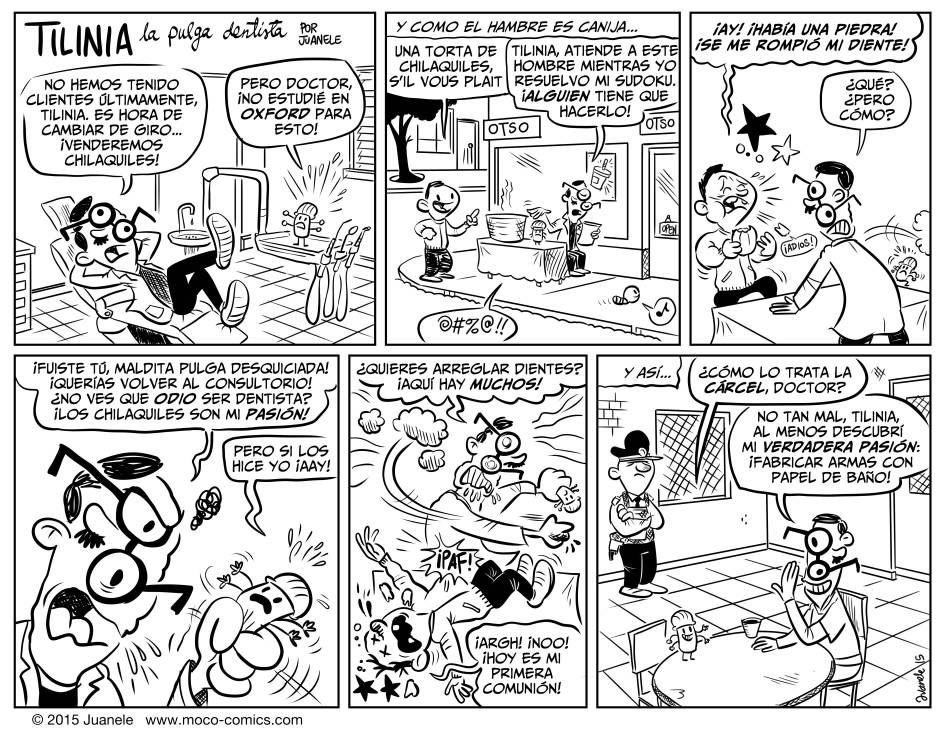 TILINIA la pulga dentista POR
JUANELE
NO HEMOS TENIDO
CLIENTES ÚLTIMAMENTE,
TILINIA. ES HORA DE
CAMBIAR DE GIRO...
¡VENDEREMOS
CHILAQUILES!
PERO DOCTOR,
¡NO ESTUDIÉ EN
OXFORD PARA
ESTO!
Y COMO EL HAMBRE ES CANIJA...
UNA TORTA DE
CHILAQUILES,
S'IL VOUS PLAIT
TILINIA, ATIENDE A ESTE
HOMBRE MIENTRAS YO
RESUELVO MI SUDOKU.
¡ALGUIEN TIENE QUE
HACERLO!
OTSO
OTSO
OPEN
@#%@!!
¡AY! ¡HABÍA UNA PIEDRA!
¡SE ME ROMPIÓ MI DIENTE!
¿QUÉ?
¿PERO
CÓMO?
¡ADIOS!
¡FUISTE TÚ, MALDITA PULGA DESQUICIADA!
¡QUERÍAS VOLVER AL CONSULTORIO!
¿NO VES QUE ODIO SER DENTISTA?
¡LOS CHILAQUILES SON MI PASIÓN!
PERO SI LOS
HICE YO ¡AAY!
¿QUIERES ARREGLAR DIENTES?
¡AQUÍ HAY MUCHOS!
¡PAF!
¡ARGH! ¡NOO!
¡HOY ES MI
PRIMERA
COMUNIÓN!
Y ASÍ...
¿CÓMO LO TRATA LA
CÁRCEL, DOCTOR?
NO TAN MAL, TILINIA,
AL MENOS DESCUBRÍ
MI VERDADERA PASIÓN:
¡FABRICAR ARMAS CON
PAPEL DE BAÑO!
Juanele 15
© 2015 Juanele www.moco-comics.com